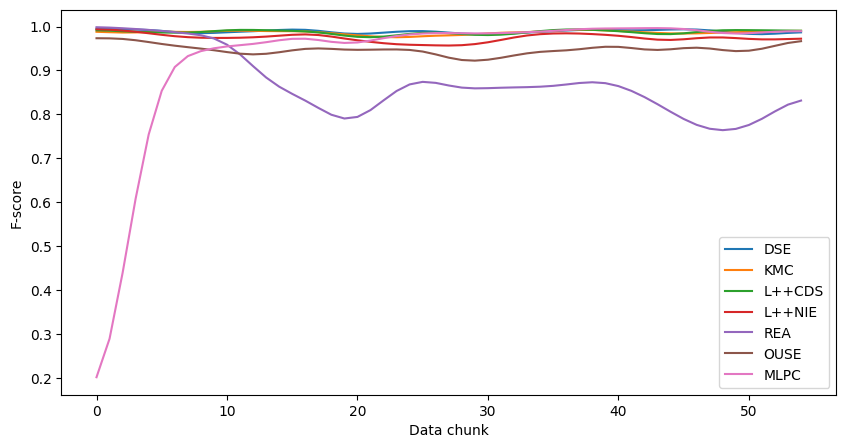 1.0
0.9
0.8
0.7
0.6
0.5
0.4
0.3
0.2
F-score
0 10 20 30 40 50
Data chunk
DSE
KMC
L++CDS
L++NIE
REA
OUSE
MLPC